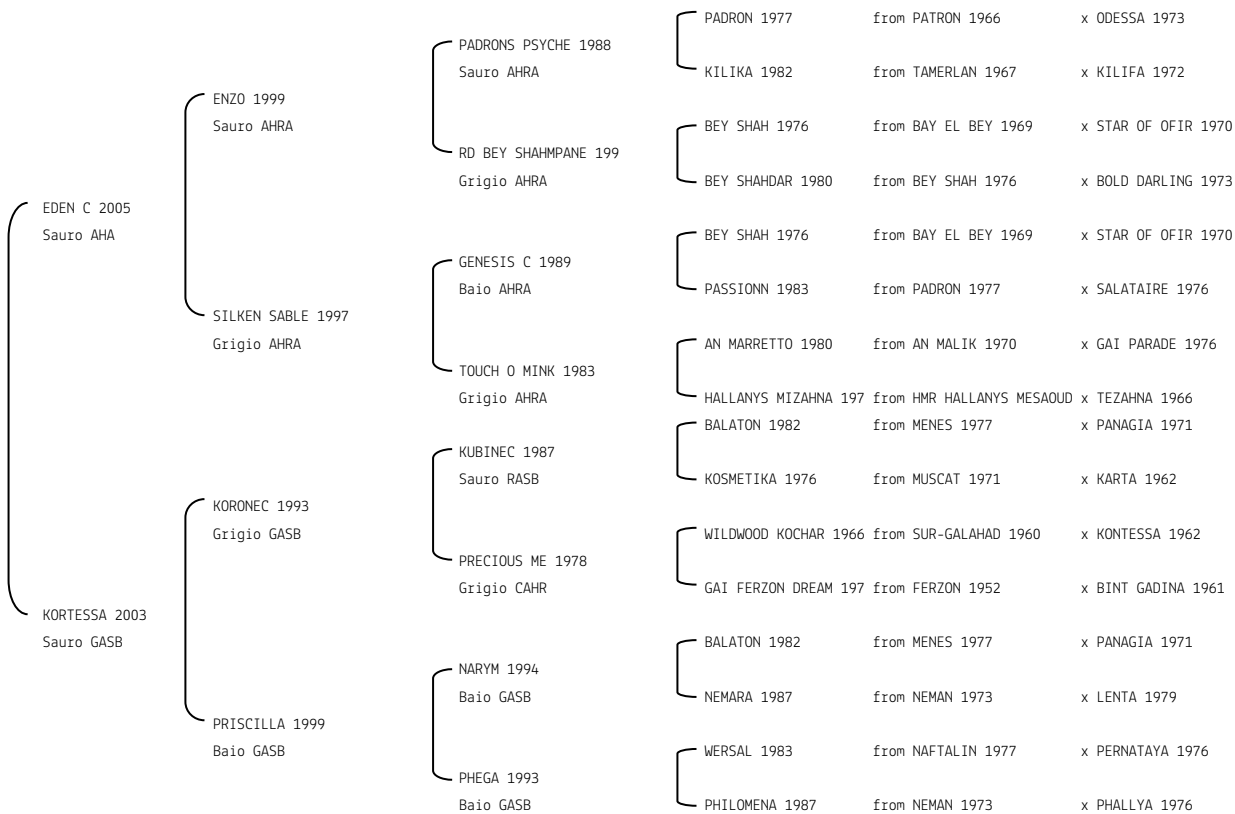 PADRON 1977 from PATRON 1966 x ODESSA 1973
PADRONS PSYCHE 1988
Sauro AHRA
KILIKA 1982 from TAMERLAN 1967 x KILIFA 1972
ENZO 1999
Sauro AHRA
BEY SHAH 1976 from BAY EL BEY 1969 x STAR OF OFIR 1970
RD BEY SHAHMPANE 199
Grigio AHRA
BEY SHAHDAR 1980 from BEY SHAH 1976 x BOLD DARLING 1973
EDEN C 2005
Sauro AHA
BEY SHAH 1976 from BAY EL BEY 1969 x STAR OF OFIR 1970
GENESIS C 1989
Baio AHRA
PASSIONN 1983 from PADRON 1977 x SALATAIRE 1976
SILKEN SABLE 1997
Grigio AHRA
AN MARRETTO 1980 from AN MALIK 1970 x GAI PARADE 1976
TOUCH O MINK 1983
Grigio AHRA
HALLANYS MIZAHNA 197 from HMR HALLANYS MESAOUD x TEZAHNA 1966
BALATON 1982 from MENES 1977 x PANAGIA 1971
KUBINEC 1987
Sauro RASB
KOSMETIKA 1976 from MUSCAT 1971 x KARTA 1962
KORONEC 1993
Grigio GASB
WILDWOOD KOCHAR 1966 from SUR-GALAHAD 1960 x KONTESSA 1962
PRECIOUS ME 1978
Grigio CAHR
GAI FERZON DREAM 197 from FERZON 1952 x BINT GADINA 1961
KORTESSA 2003
Sauro GASB
BALATON 1982 from MENES 1977 x PANAGIA 1971
NARYM 1994
Baio GASB
NEMARA 1987 from NEMAN 1973 x LENTA 1979
PRISCILLA 1999
Baio GASB
WERSAL 1983 from NAFTALIN 1977 x PERNATAYA 1976
PHEGA 1993
Baio GASB
PHILOMENA 1987 from NEMAN 1973 x PHALLYA 1976